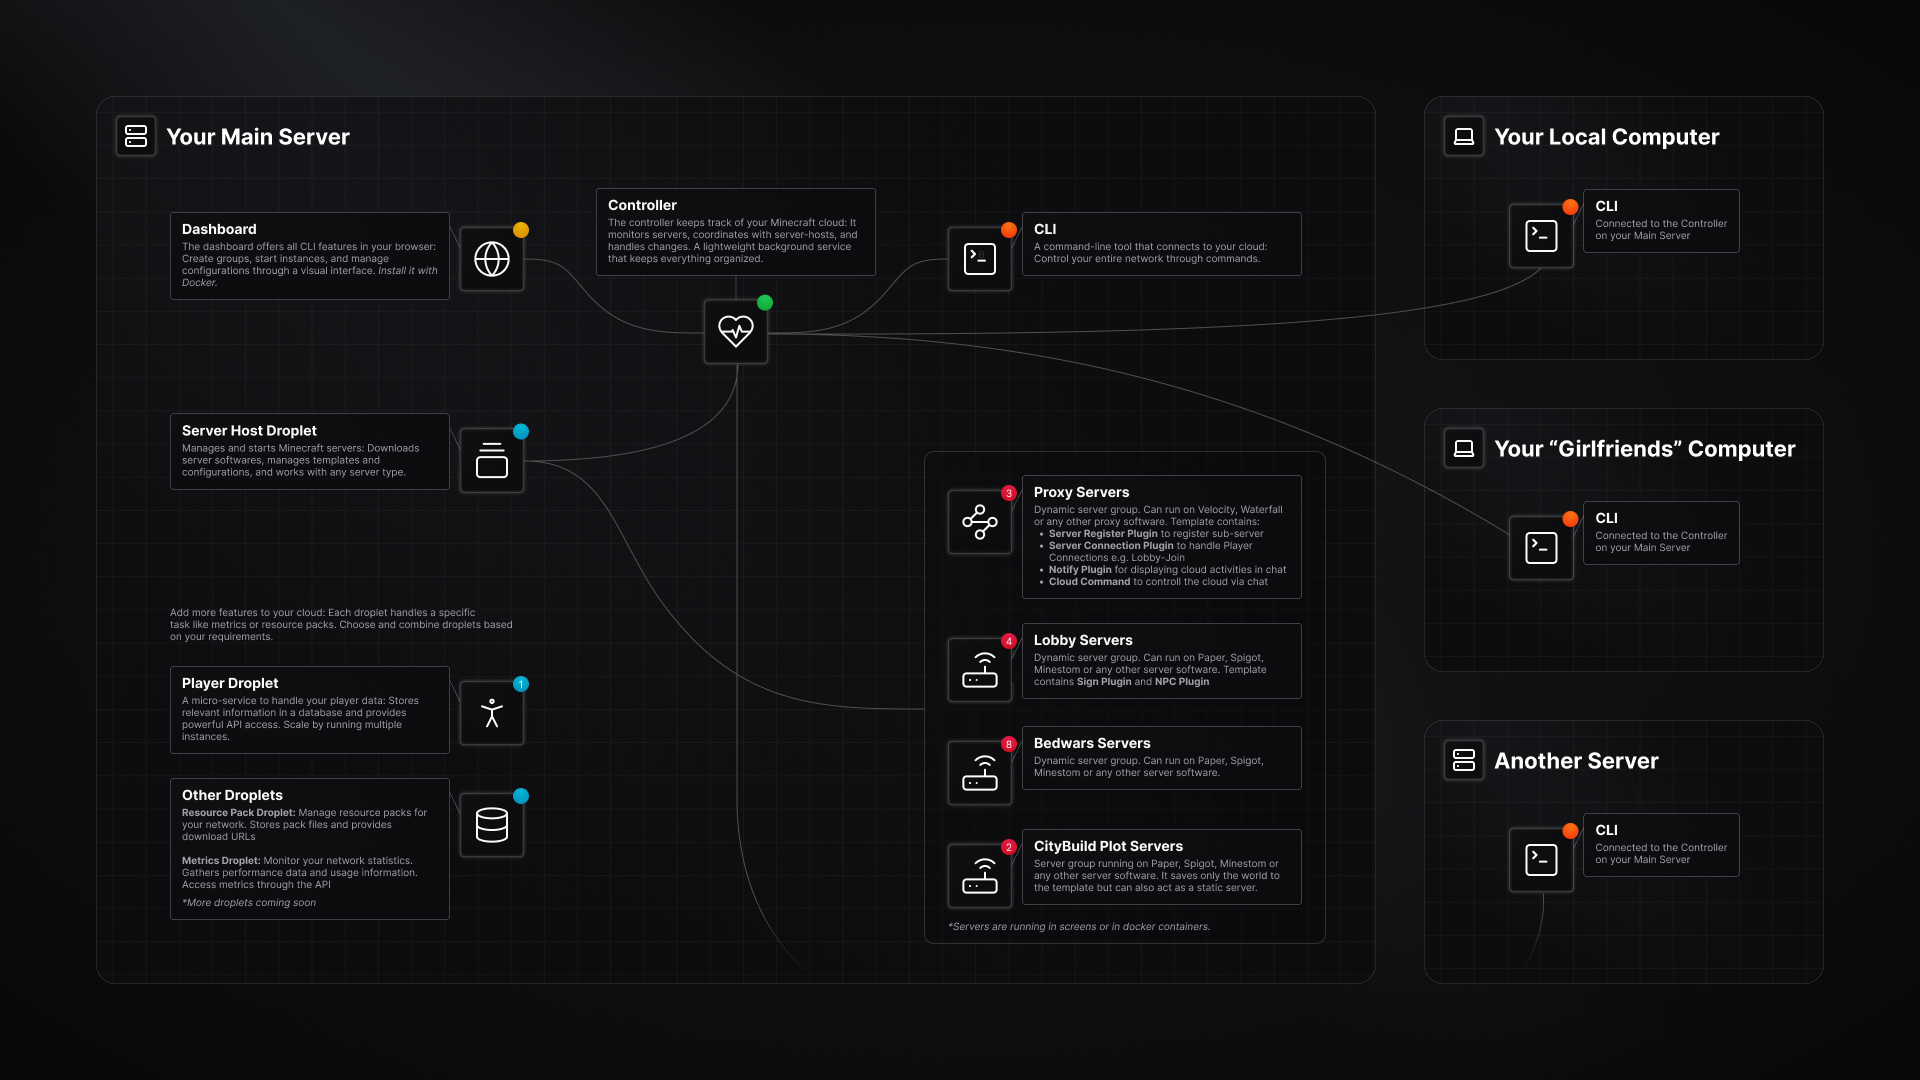 Your Main Server
Dashboard
The dashboard offers all CLI features in your browser:
Create groups, start instances, and manage
configurations through a visual interface. Install it with
Docker.
Controller
The controller keeps track of your Minecraft cloud: It
monitors servers, coordinates with server-hosts, and
handles changes. A lightweight background service
that keeps everything organized.
CLI
A command-line tool that connects to your cloud:
Control your entire network through commands.
Server Host Droplet
Manages and starts Minecraft servers: Downloads
server softwares, manages templates and
configurations, and works with any server type.
Add more features to your cloud: Each droplet handles a specific
task like metrics or resource packs. Choose and combine droplets based
on your requirements.
Player Droplet
A micro-service to handle your player data: Stores
relevant information in a database and provides
powerful API access. Scale by running multiple
instances.
1
Other Droplets
Resource Pack Droplet: Manage resource packs for
your network. Stores pack files and provides
download URLs
Metrics Droplet: Monitor your network statistics.
Gathers performance data and usage information.
Access metrics through the API
*More droplets coming soon
3
Proxy Servers
Dynamic server group. Can run on Velocity, Waterfall
or any other proxy software. Template contains:
• Server Register Plugin to register sub-server
• Server Connection Plugin to handle Player
Connections e.g. Lobby-Join
• Notify Plugin for displaying cloud activities in chat
• Cloud Command to controll the cloud via chat
4
Lobby Servers
Dynamic server group. Can run on Paper, Spigot,
Minestom or any other server software. Template
contains Sign Plugin and NPC Plugin
8
Bedwars Servers
Dynamic server group. Can run on Paper, Spigot,
Minestom or any other server software.
2
CityBuild Plot Servers
Server group running on Paper, Spigot, Minestom or
any other server software. It saves only the world to
the template but can also act as a static server.
*Servers are running in screens or in docker containers.
Your Local Computer
CLI
Connected to the Controller
on your Main Server
Your “Girlfriends” Computer
CLI
Connected to the Controller
on your Main Server
Another Server
CLI
Connected to the Controller
on your Main Server